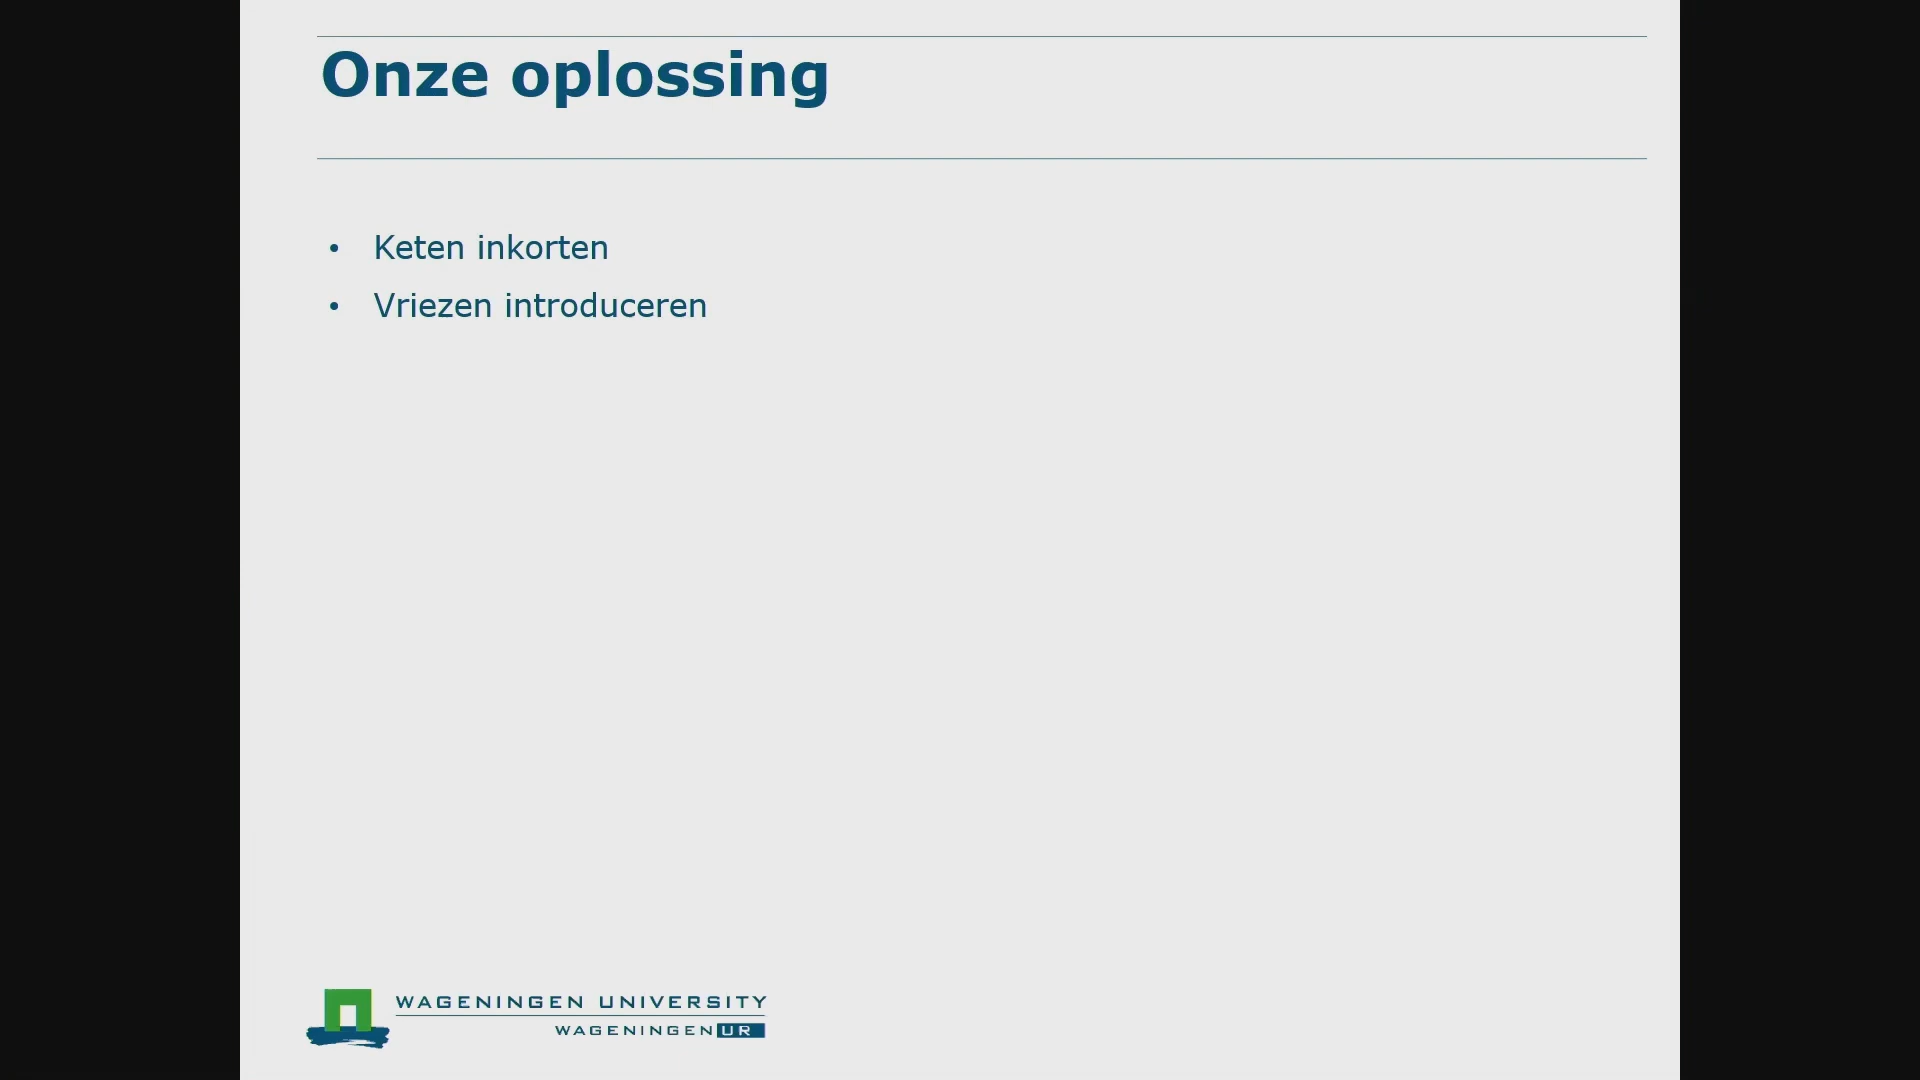 Onze oplossing
• Keten inkorten
• Vriezen introduceren
WAGENINGEN UNIVERSITY
WAGENINGEN UR